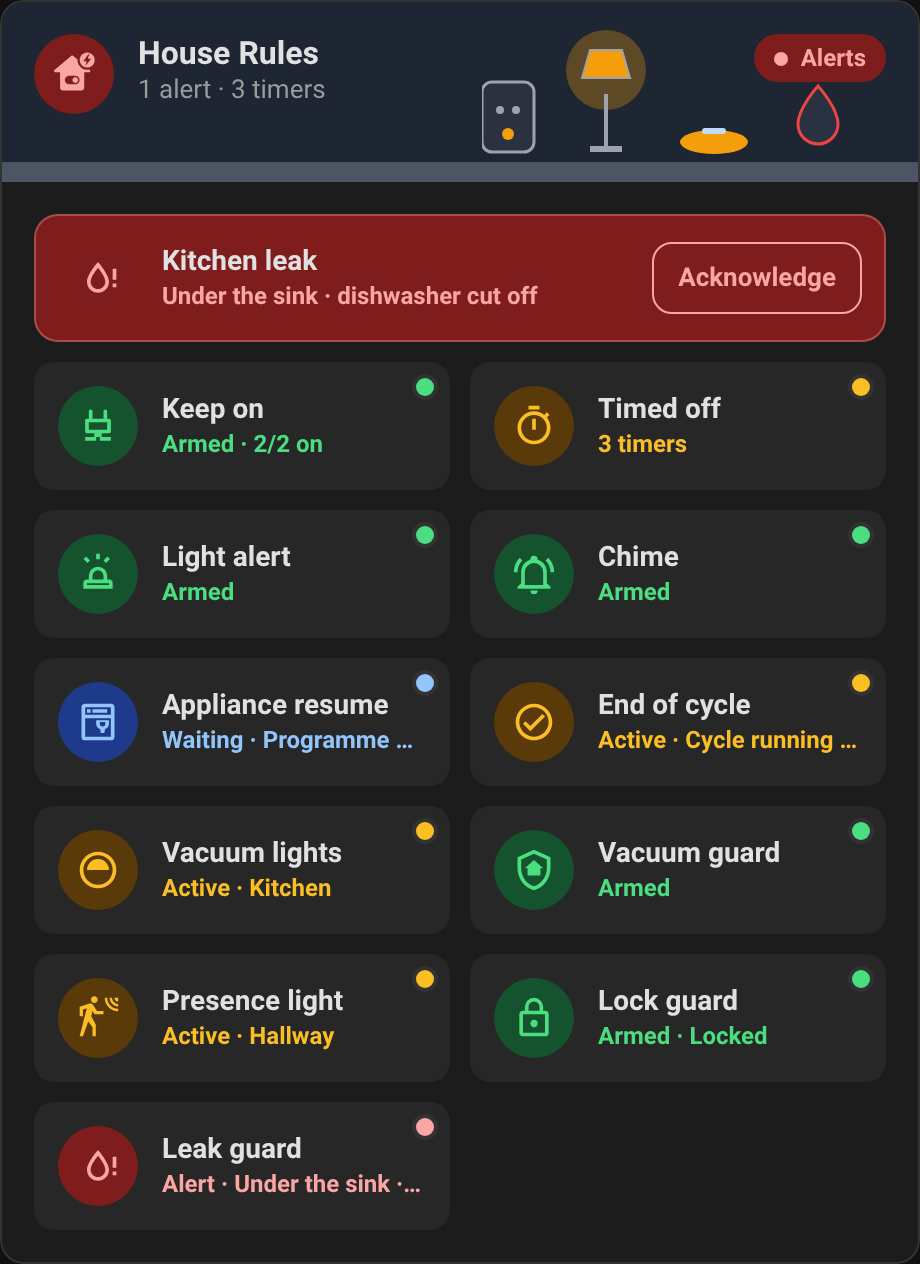 House Rules
1 alert · 3 timers
Alerts
Kitchen leak
Under the sink · dishwasher cut off
Acknowledge
Keep on
Armed · 2/2 on
Timed off
3 timers
Light alert
Armed
Chime
Armed
Appliance resume
Waiting · Programme ...
End of cycle
Active · Cycle running ...
Vacuum lights
Active · Kitchen
Vacuum guard
Armed
Presence light
Active · Hallway
Lock guard
Armed · Locked
Leak guard
Alert · Under the sink ·...